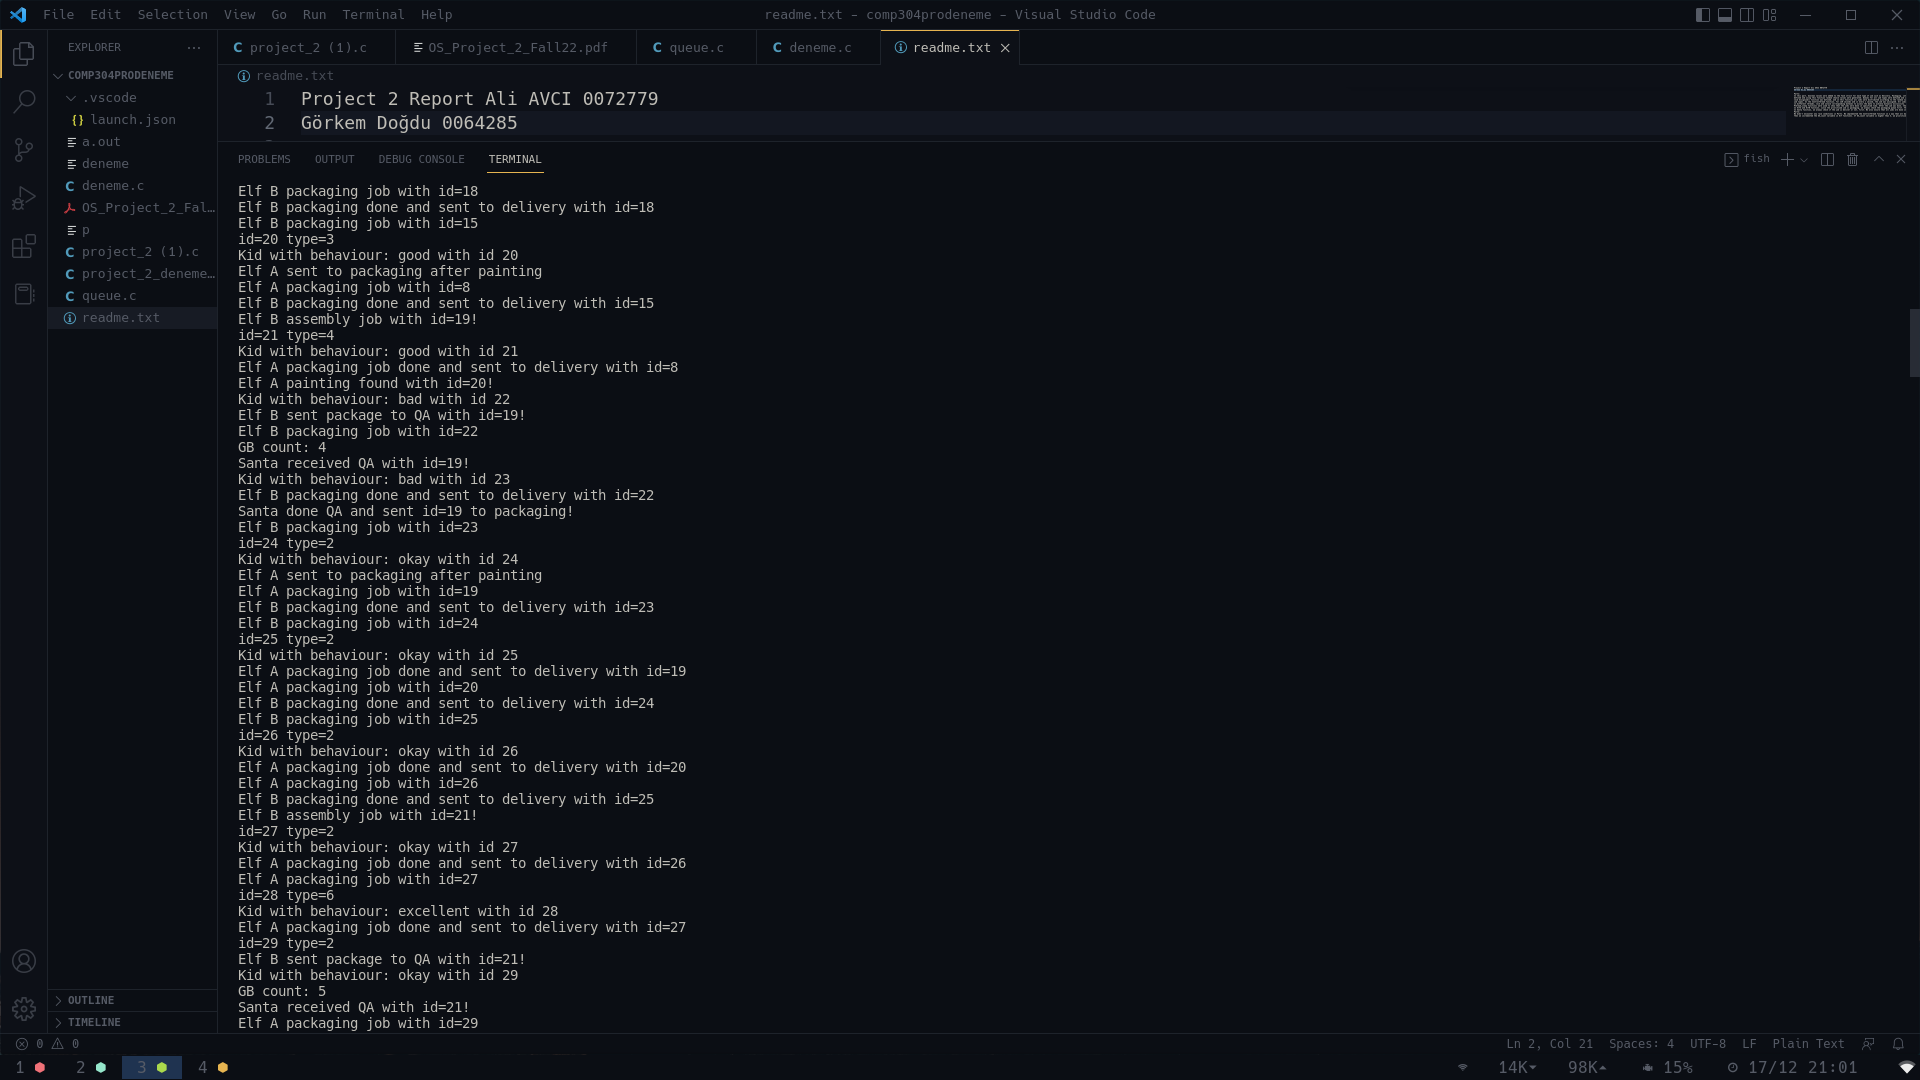 File Edit Selection View Go Run Terminal Help
readme.txt - comp304prodeneme - Visual Studio Code
EXPLORER
project_2 (1).c
OS_Project_2_Fall22.pdf
queue.c
deneme.c
readme.txt
COMP304PRODENEME
.vscode
launch.json
a.out
deneme
deneme.c
OS_Project_2_Fal...
p
project_2 (1).c
project_2_deneme...
queue.c
readme.txt
OUTLINE
TIMELINE
readme.txt
1 Project 2 Report Ali AVCI 0072779
2 Görkem Doğdu 0064285
PROBLEMS OUTPUT DEBUG CONSOLE TERMINAL
fish
Elf B packaging job with id=18
Elf B packaging done and sent to delivery with id=18
Elf B packaging job with id=15
id=20 type=3
Kid with behaviour: good with id 20
Elf A sent to packaging after painting
Elf A packaging job with id=8
Elf B packaging done and sent to delivery with id=15
Elf B assembly job with id=19!
id=21 type=4
Kid with behaviour: good with id 21
Elf A packaging job done and sent to delivery with id=8
Elf A painting found with id=20!
Kid with behaviour: bad with id 22
Elf B sent package to QA with id=19!
Elf B packaging job with id=22
GB count: 4
Santa received QA with id=19!
Kid with behaviour: bad with id 23
Elf B packaging done and sent to delivery with id=22
Santa done QA and sent id=19 to packaging!
Elf B packaging job with id=23
id=24 type=2
Kid with behaviour: okay with id 24
Elf A sent to packaging after painting
Elf A packaging job with id=19
Elf B packaging done and sent to delivery with id=23
Elf B packaging job with id=24
id=25 type=2
Kid with behaviour: okay with id 25
Elf A packaging job done and sent to delivery with id=19
Elf A packaging job with id=20
Elf B packaging done and sent to delivery with id=24
Elf B packaging job with id=25
id=26 type=2
Kid with behaviour: okay with id 26
Elf A packaging job done and sent to delivery with id=20
Elf A packaging job with id=26
Elf B packaging done and sent to delivery with id=25
Elf B assembly job with id=21!
id=27 type=2
Kid with behaviour: okay with id 27
Elf A packaging job done and sent to delivery with id=26
Elf A packaging job with id=27
id=28 type=6
Kid with behaviour: excellent with id 28
Elf A packaging job done and sent to delivery with id=27
id=29 type=2
Elf B sent package to QA with id=21!
Kid with behaviour: okay with id 29
GB count: 5
Santa received QA with id=21!
Elf A packaging job with id=29
0 0
Ln 2, Col 21 Spaces: 4 UTF-8 LF Plain Text
1 2 3 4
14K 98K 15% 17/12 21:01